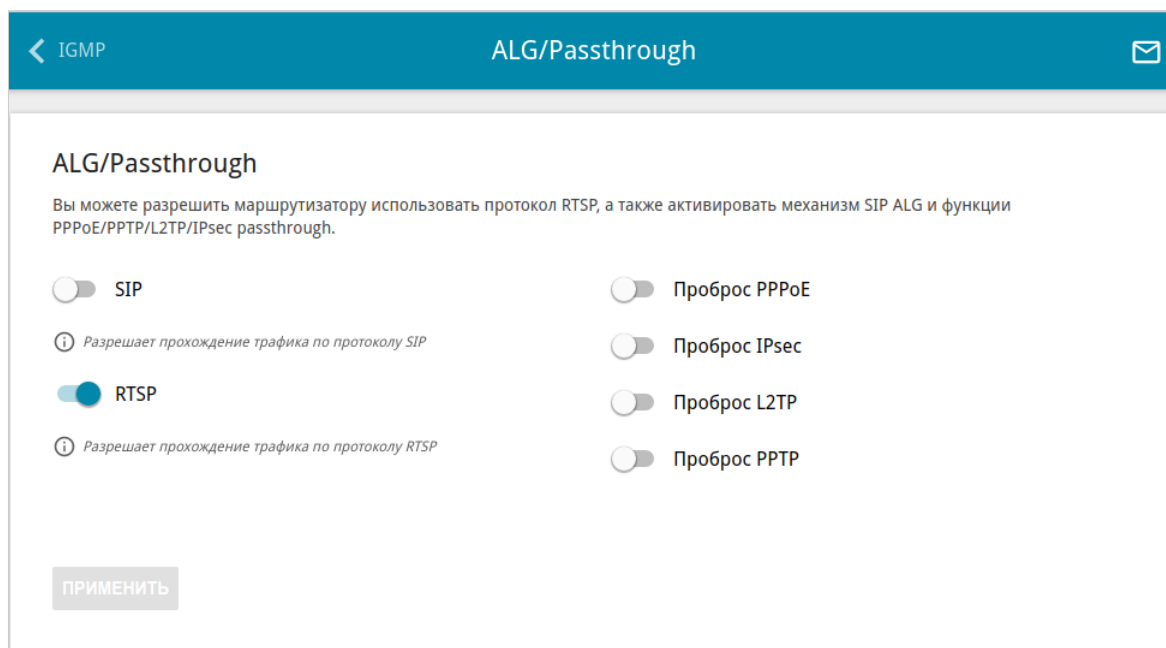 IGMP
ALG/Passthrough
ALG/Passthrough
Вы можете разрешить маршрутизатору использовать протокол RTSP, а также активировать механизм SIP ALG и функции
PPPoE/PPTP/L2TP/IPsec passthrough.
SIP
Разрешает прохождение трафика по протоколу SIP
RTSP
Разрешает прохождение трафика по протоколу RTSP
Проброс PPPoE
Проброс IPsec
Проброс L2TP
Проброс PPTP
ПРИМЕНИТЬ